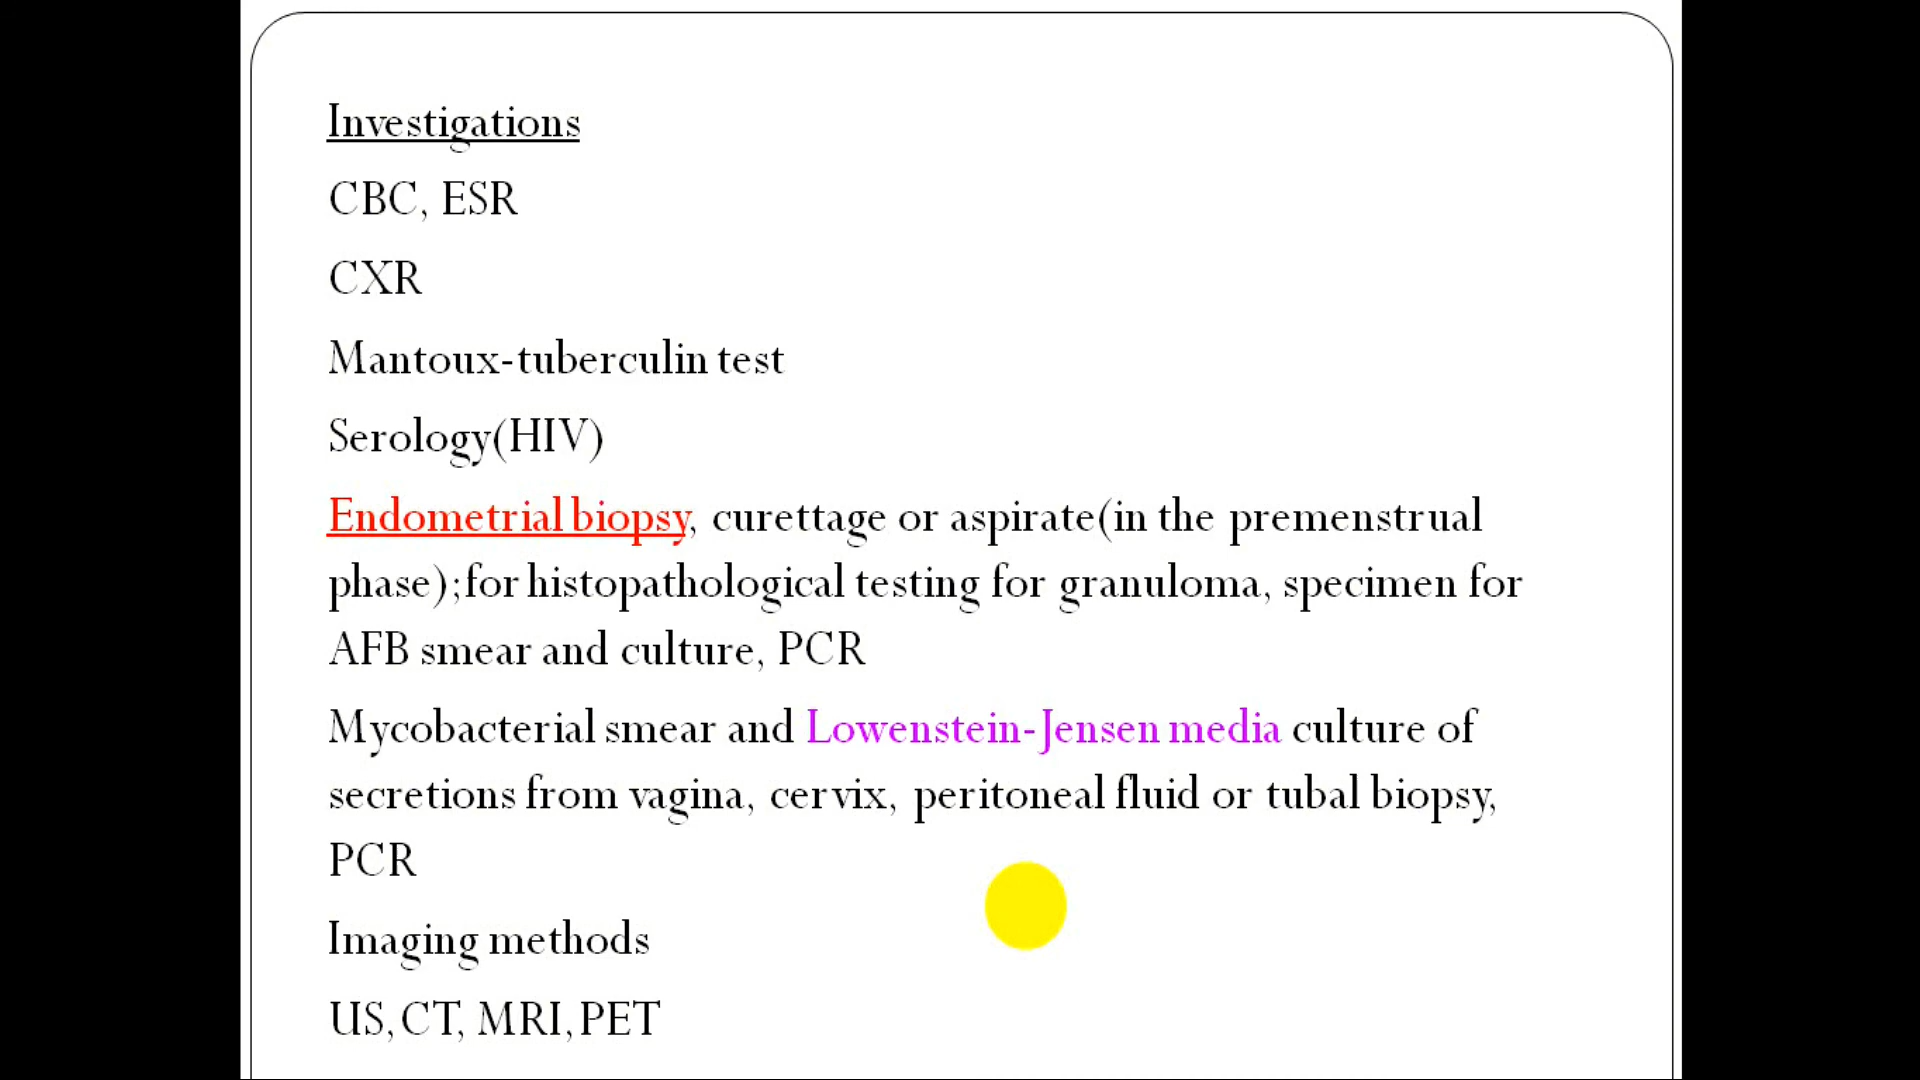 Investigations
CBC, ESR
CXR
Mantoux-tuberculin test
Serology(HIV)
Endometrial biopsy, curettage or aspirate(in the premenstrual
phase);for histopathological testing for granuloma, specimen for
AFB smear and culture, PCR
Mycobacterial smear and Lowenstein-Jensen media culture of
secretions from vagina, cervix, peritoneal fluid or tubal biopsy,
PCR
Imaging methods
US,CT, MRI,PET